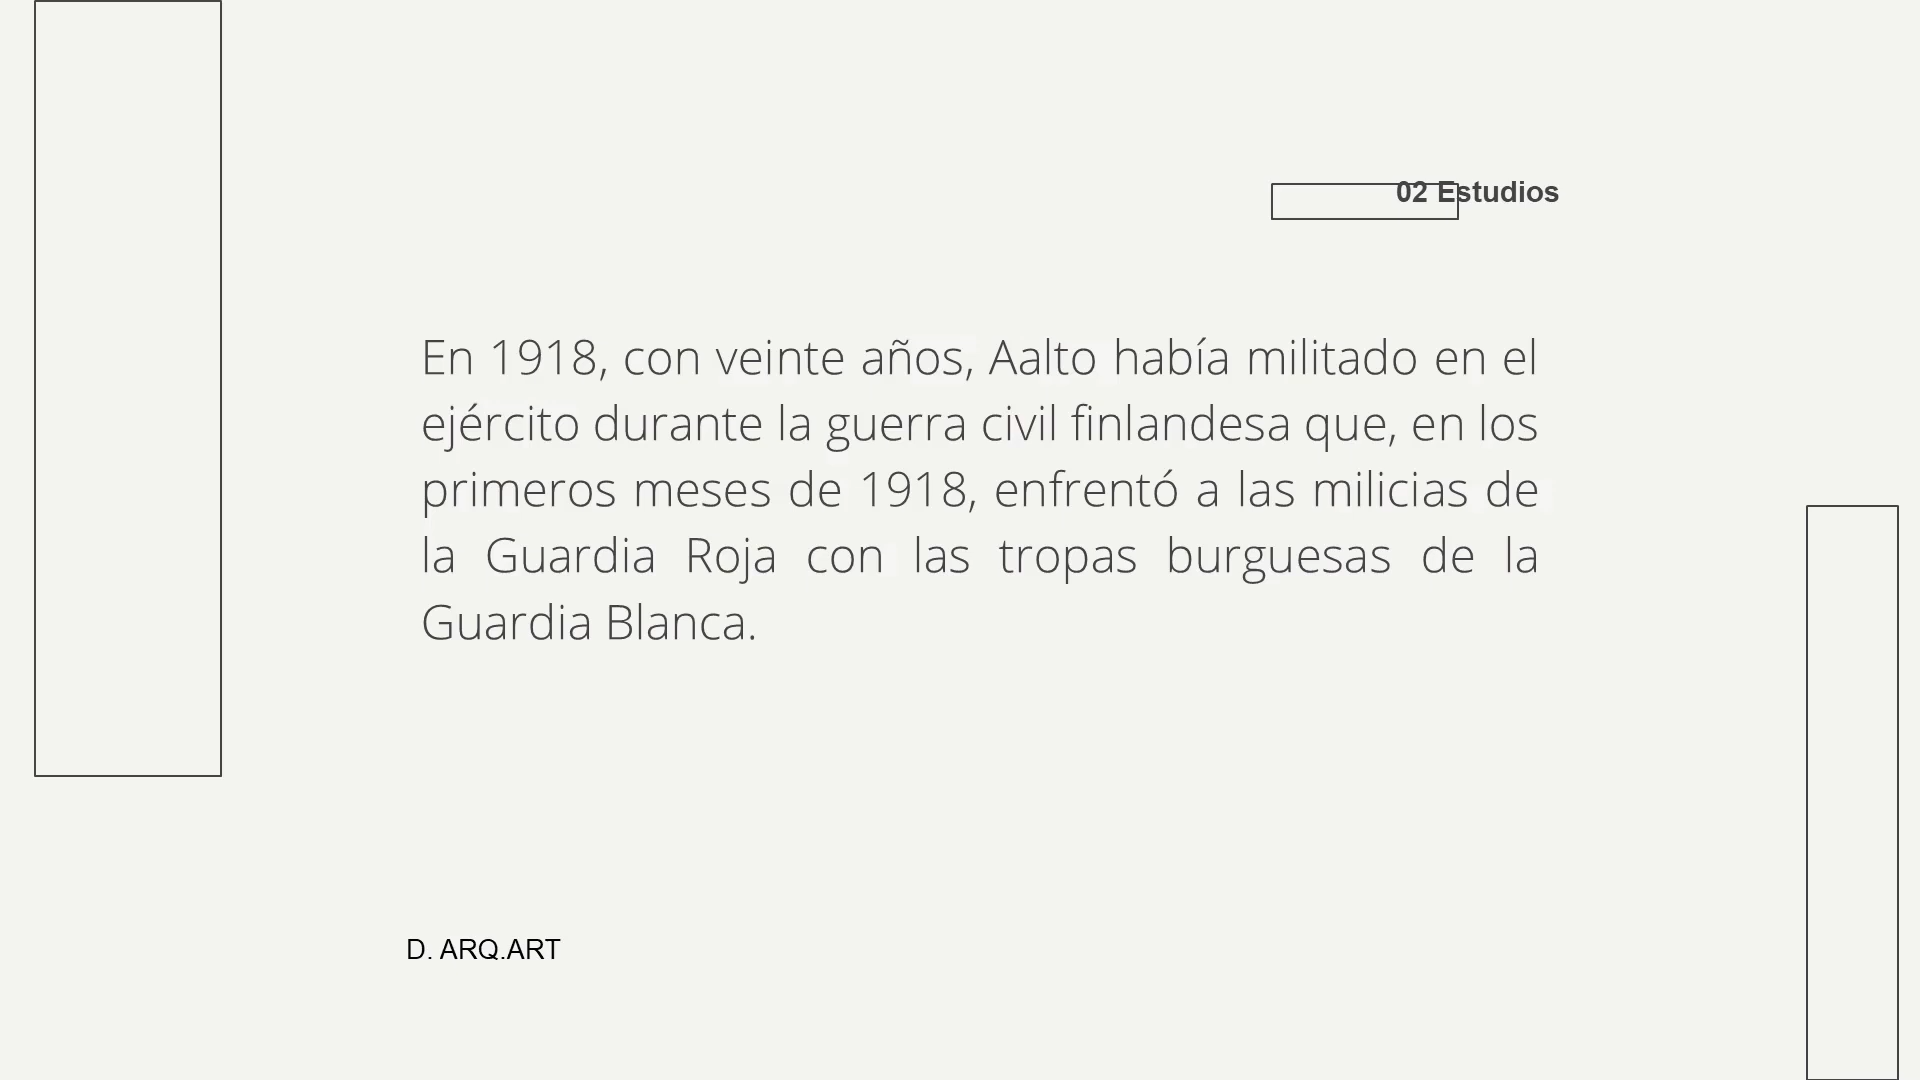 02 Estudios
En 1918, con veinte años, Aalto había militado en el
ejército durante la guerra civil finlandesa que, en los
primeros meses de 1918, enfrentó a las milicias de
la Guardia Roja con las tropas burguesas de la
Guardia Blanca.
D. ARQ.ART